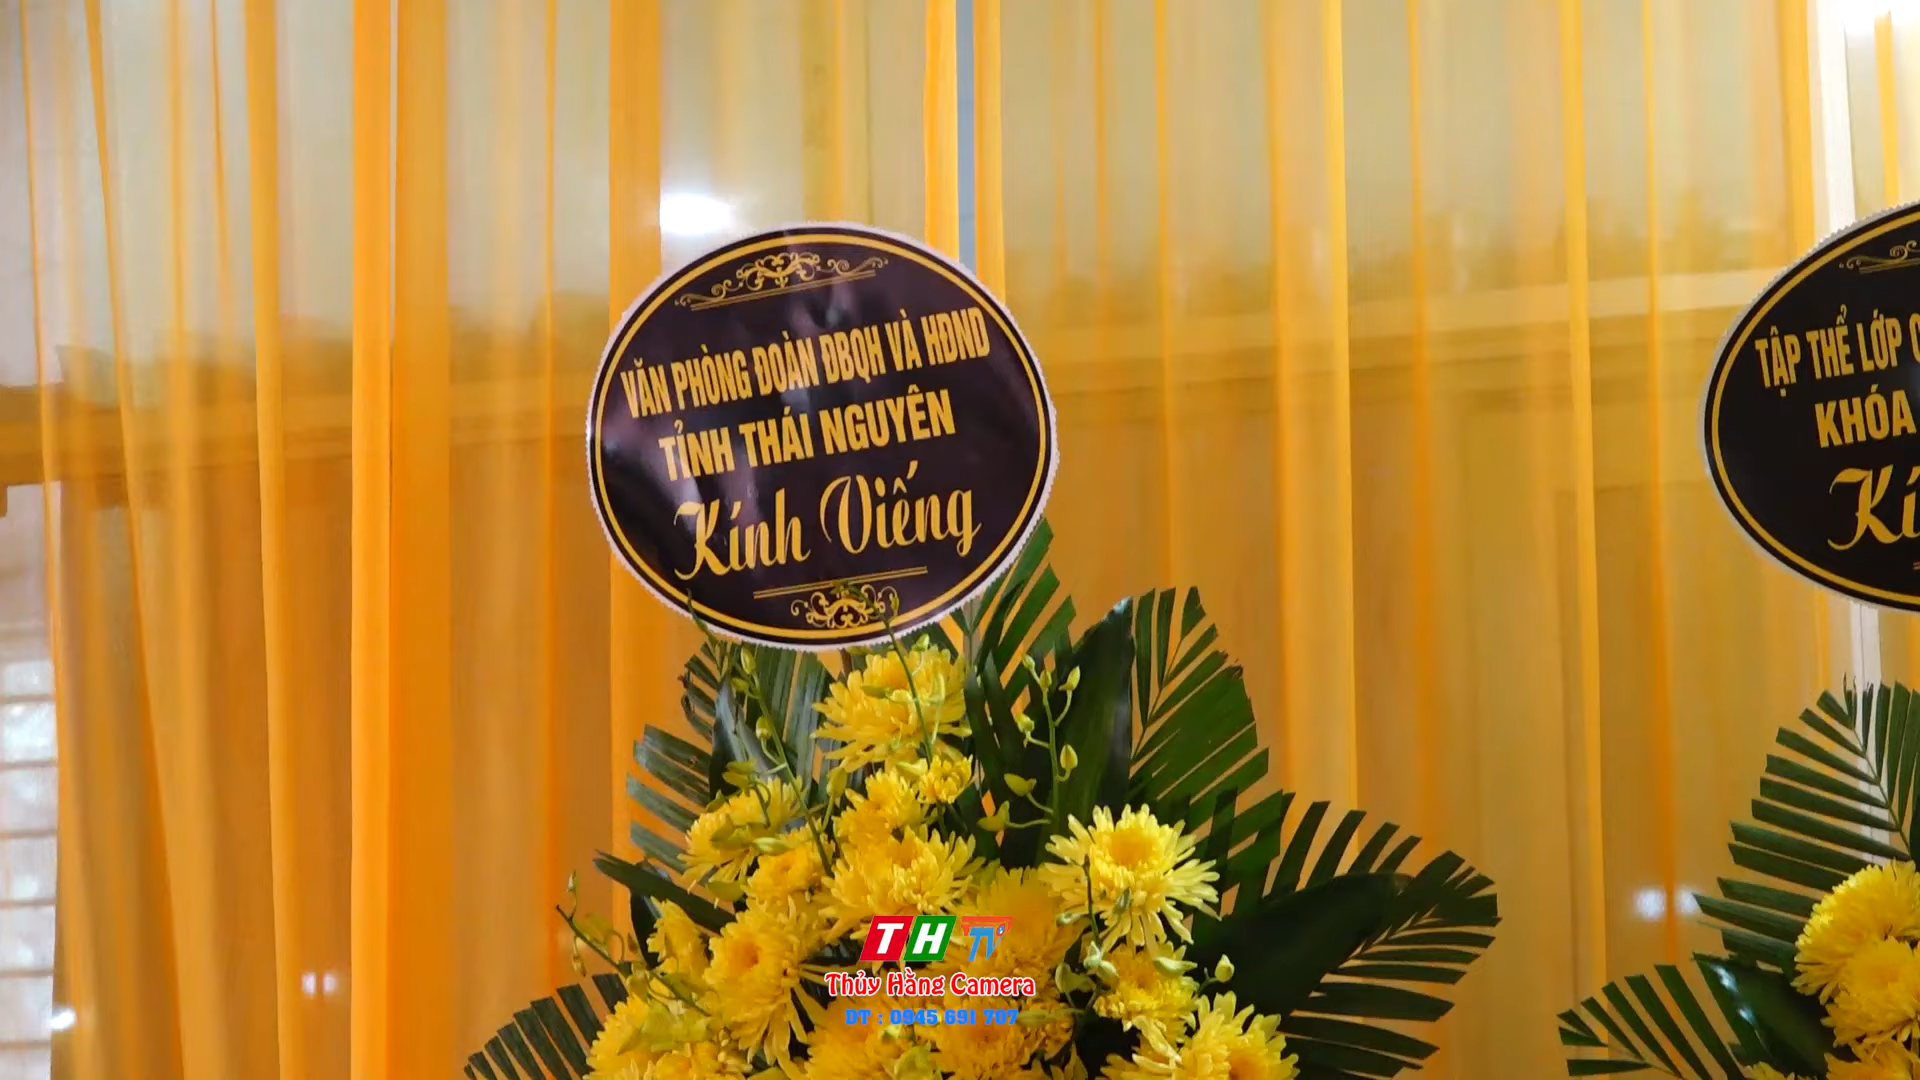 VĂN PHÒNG ĐOÀN ĐBQH VÀ HĐND
TỈNH THÁI NGUYÊN
Kính Viếng
TẬP THỂ LỚP
KHÓA
TH TV
Thủy Hằng Camera
DT : 0945 691 707